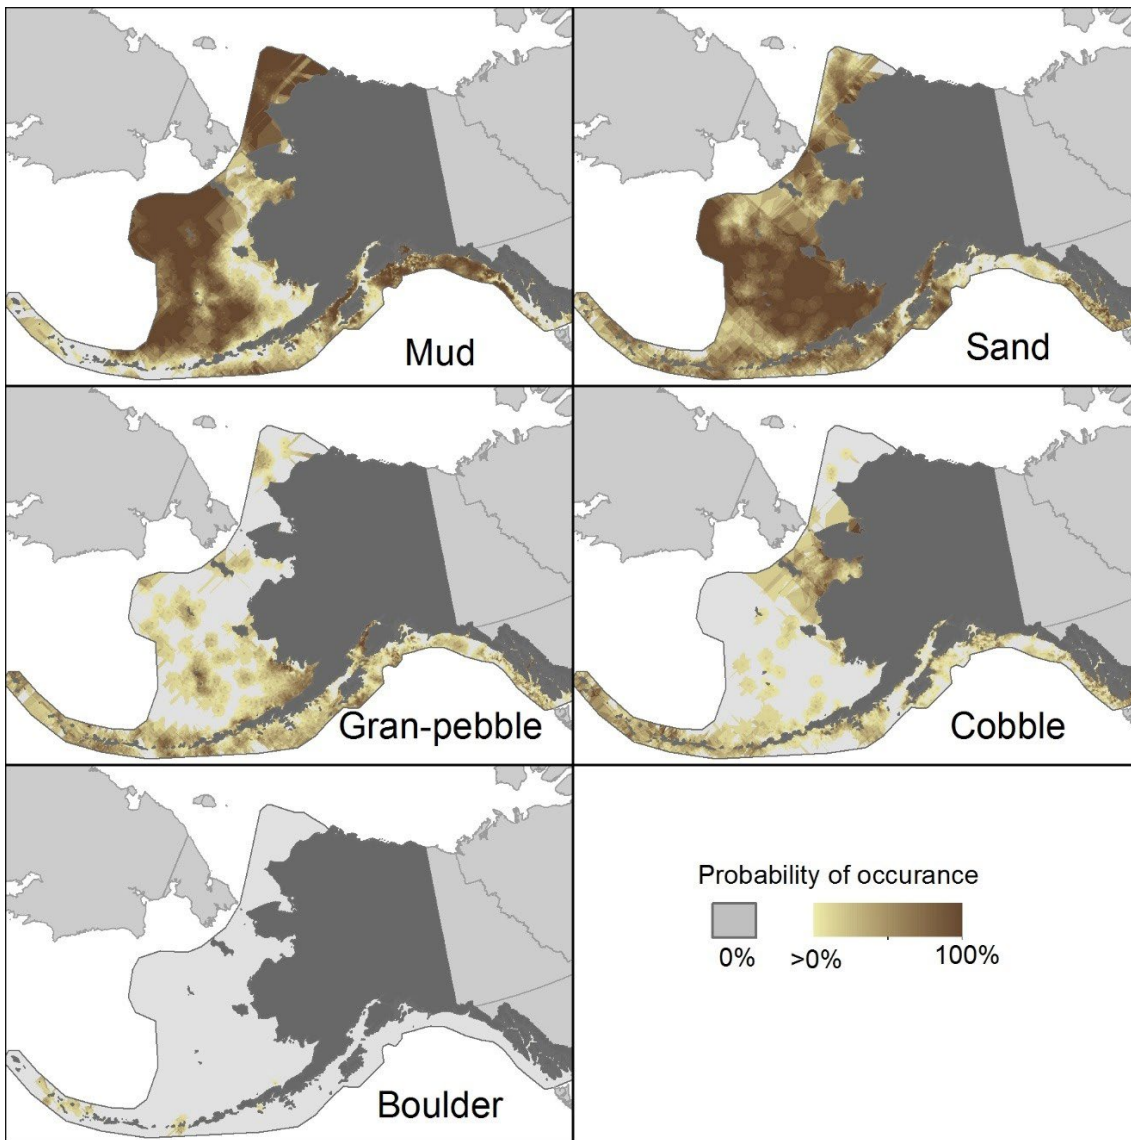 Mud
Sand
Gran-pebble
Cobble
Boulder
Probability of occurance
0%
>0%
100%